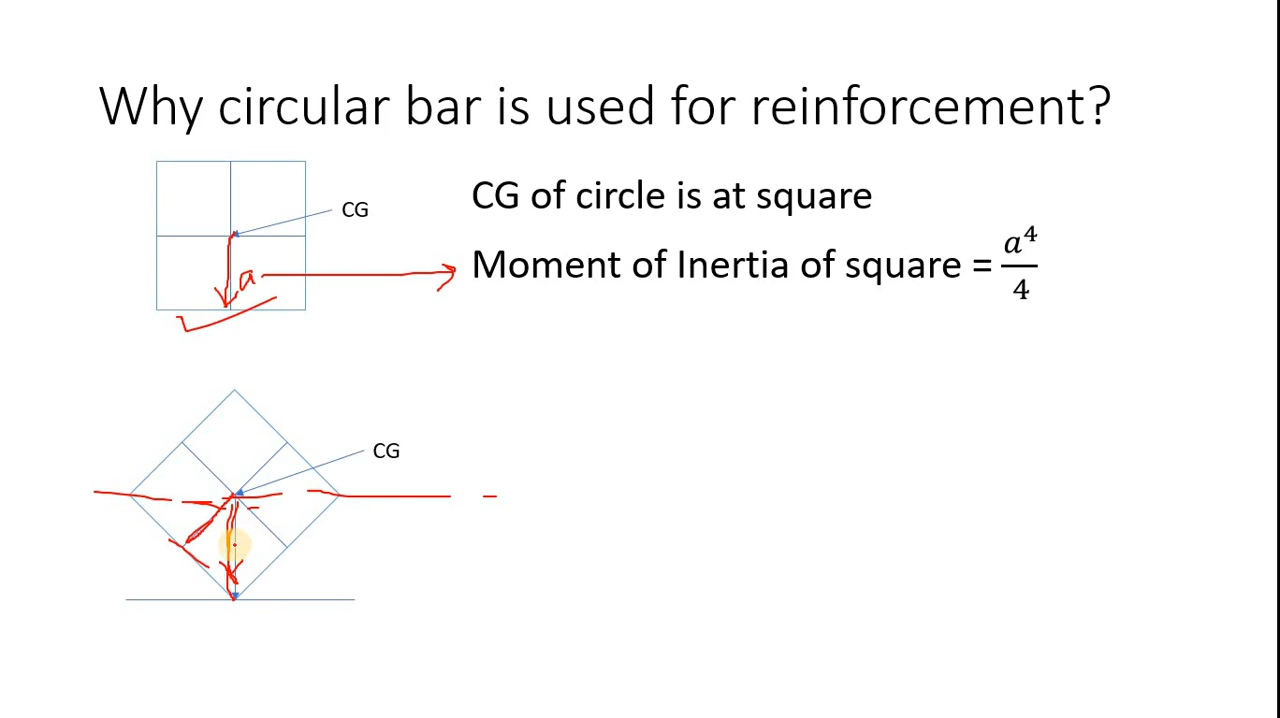 Why circular bar is used for reinforcement?
CG
CG of circle is at square
a
Moment of Inertia of square = a⁴/4
CG